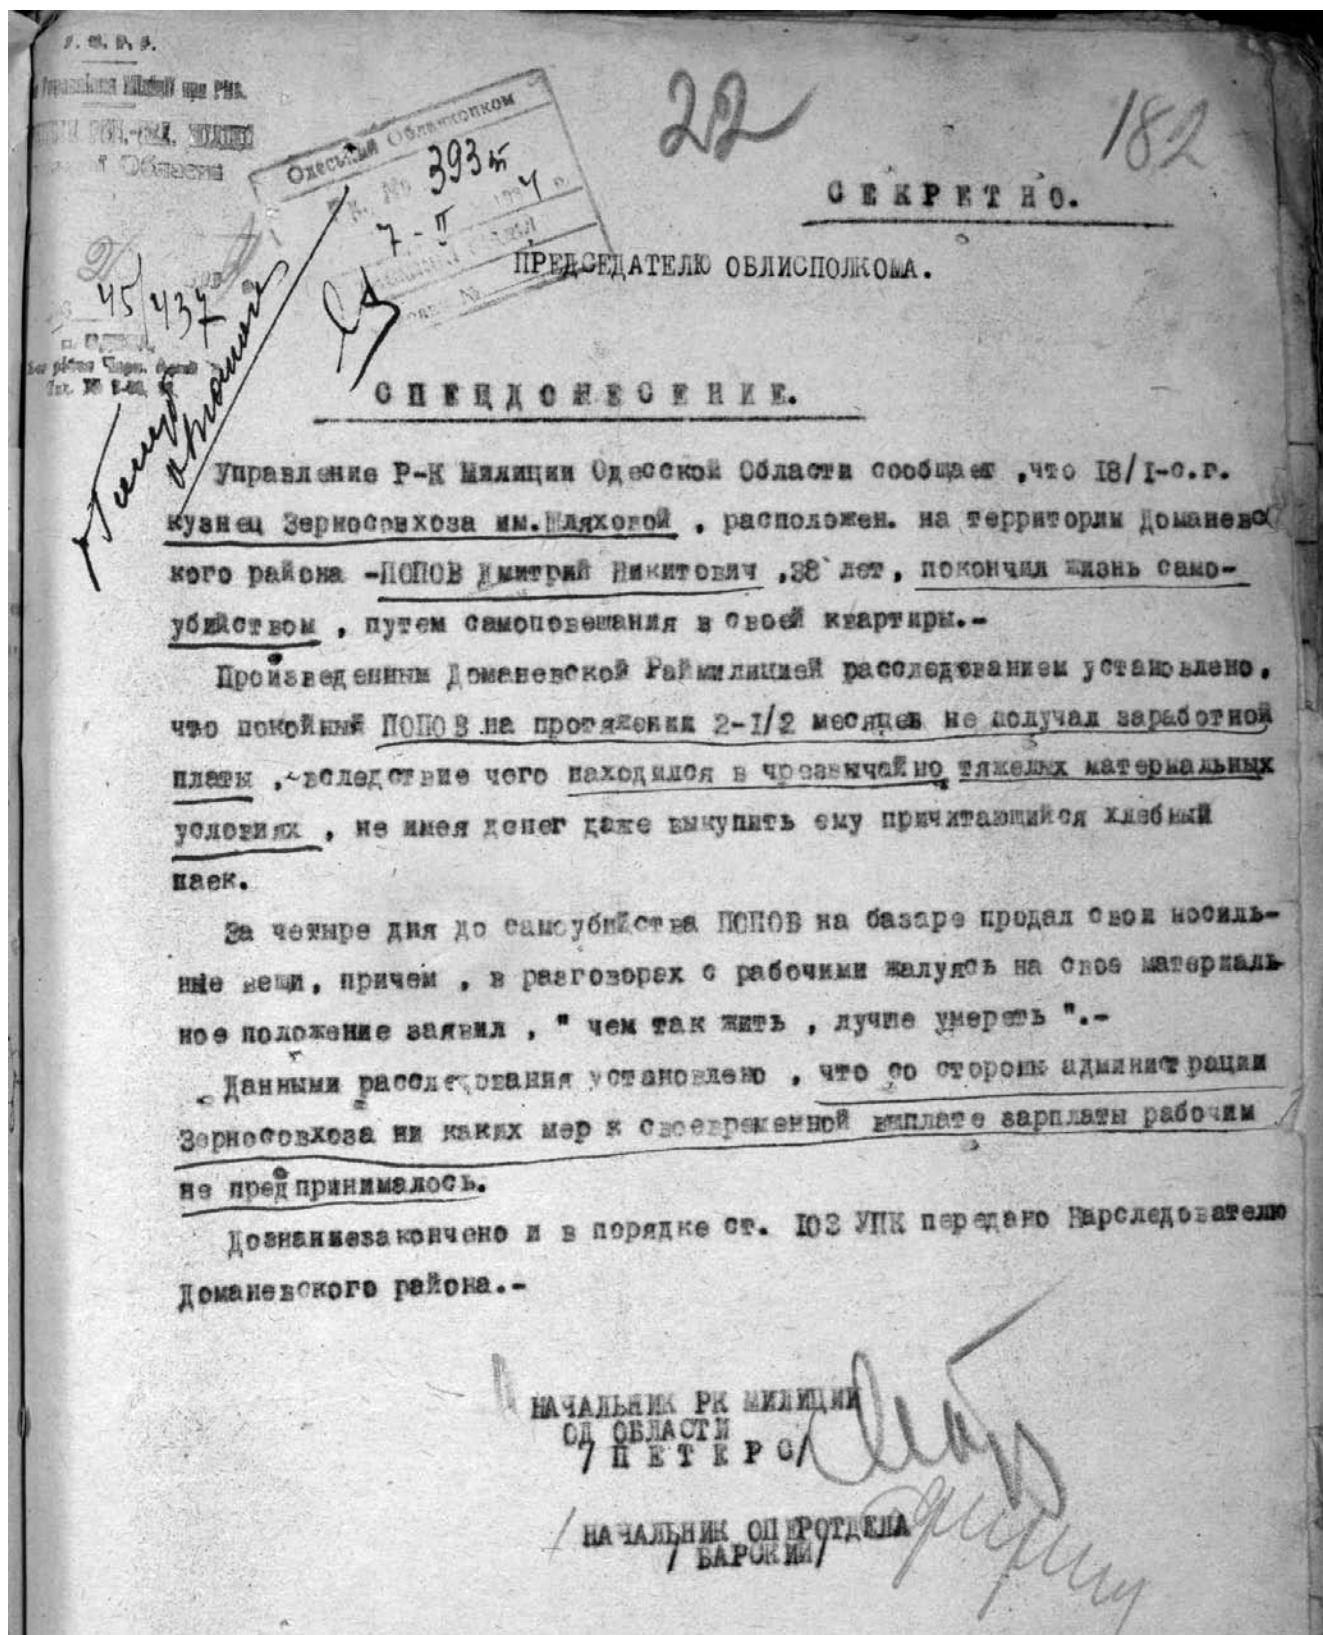 22
182
Одеський Облвиконком
№ 393
7-II 1934 р.
45/437
СЕКРЕТНО.
ПРЕДСЕДАТЕЛЮ ОБЛИСПОЛКОМА.
СПЕЦДОНЕСЕНИЕ.
Управление Р-К Милиции Одесской Области сообщает ,что I8/I-с.г.
кузнец Зерносовхоза им.Шляховой , расположен. на территории Доманевс
кого района -ПОПОВ Дмитрий Никитович ,38 лет, покончил жизнь само-
убийством , путем самоповешания в своей квартиры.-
Произведенным Доманевской Раймилицией расследованием установлено,
что покойный ПОПОВ на протяжении 2-I/2 месяцев не получал заработной
платы ,-вследствие чего находился в чрезвычайно тяжелых материальных
условиях , не имея денег даже выкупить ему причитающийся хлебный
паек.
За четыре дня до самоубийства ПОПОВ на базаре продал свои носиль-
ные вещи, причем , в разговорах с рабочими жалуясь на свое материаль-
ное положение заявил , " чем так жить , лучше умереть ".-
Данными расследования установлено , что со стороны администрации
Зерносовхоза ни каких мер к своевременной выплате зарплаты рабочим
не предпринималось.
Дознаниезакончено и в порядке ст. I03 УПК передано Нарследователю
Доманевского района.-
НАЧАЛЬНИК РК МИЛИЦИИ
ОД ОБЛАСТИ
/ П Е Т Е Р С/
НАЧАЛЬНИК ОПЕРОТДЕЛА
/ БАРСКИЙ/